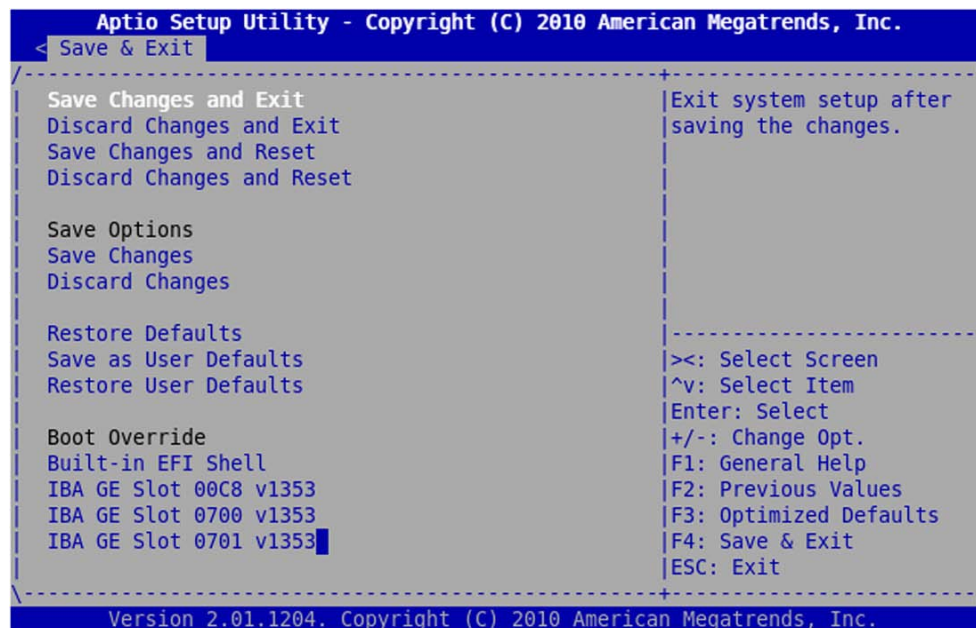 Aptio Setup Utility - Copyright (C) 2010 American Megatrends, Inc.
< Save & Exit
Save Changes and Exit
Discard Changes and Exit
Save Changes and Reset
Discard Changes and Reset
Save Options
Save Changes
Discard Changes
Restore Defaults
Save as User Defaults
Restore User Defaults
Boot Override
Built-in EFI Shell
IBA GE Slot 00C8 v1353
IBA GE Slot 0700 v1353
IBA GE Slot 0701 v1353
Exit system setup after
saving the changes.
><: Select Screen
^v: Select Item
Enter: Select
+/-: Change Opt.
F1: General Help
F2: Previous Values
F3: Optimized Defaults
F4: Save & Exit
ESC: Exit
Version 2.01.1204. Copyright (C) 2010 American Megatrends, Inc.